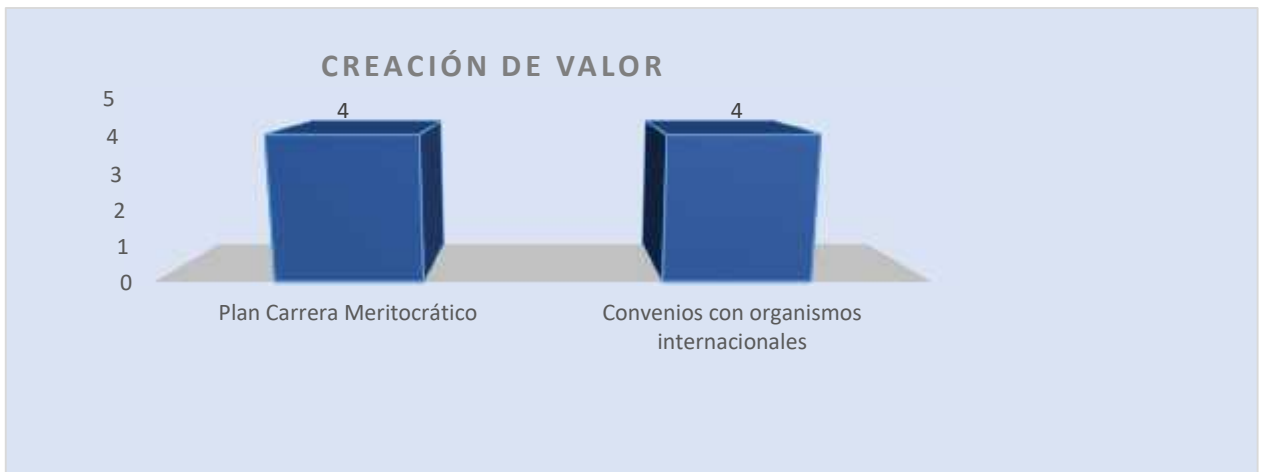 CREACIÓN DE VALOR
5
4
3
2
1
0
4
4
Plan Carrera Meritocrático
Convenios con organismos
internacionales